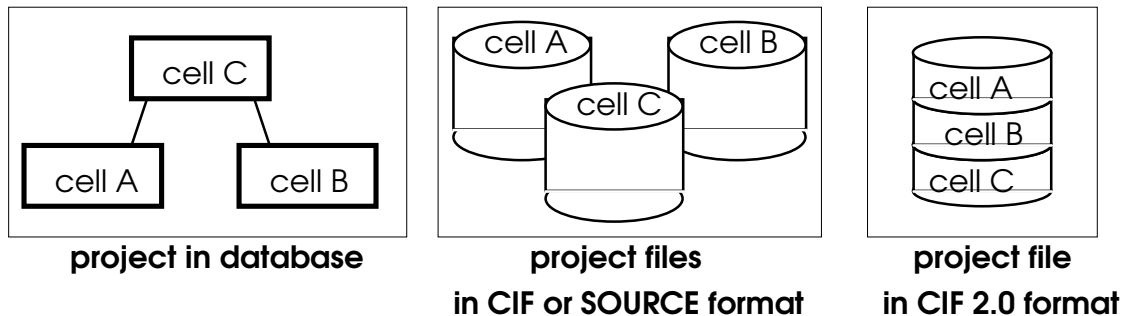 cell C
cell A
cell B
project in database
cell A
cell B
cell C
project files
in CIF or SOURCE format
cell A
cell B
cell C
project file
in CIF 2.0 format